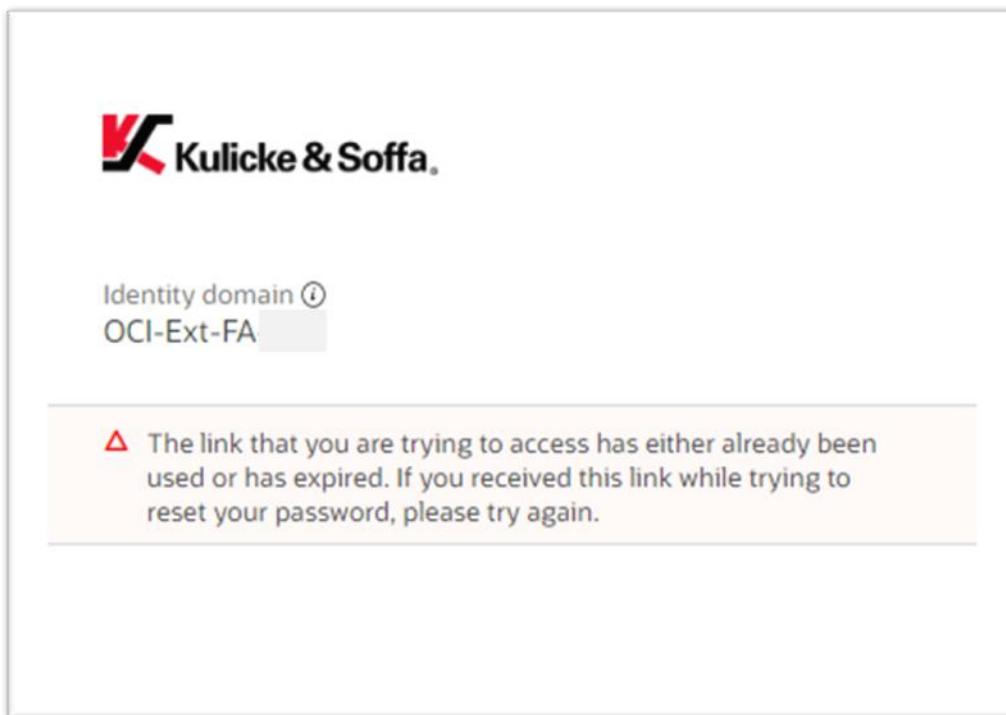 Kulicke & Soffa®
Identity domain ⓘ
OCI-Ext-FA
The link that you are trying to access has either already been
used or has expired. If you received this link while trying to
reset your password, please try again.